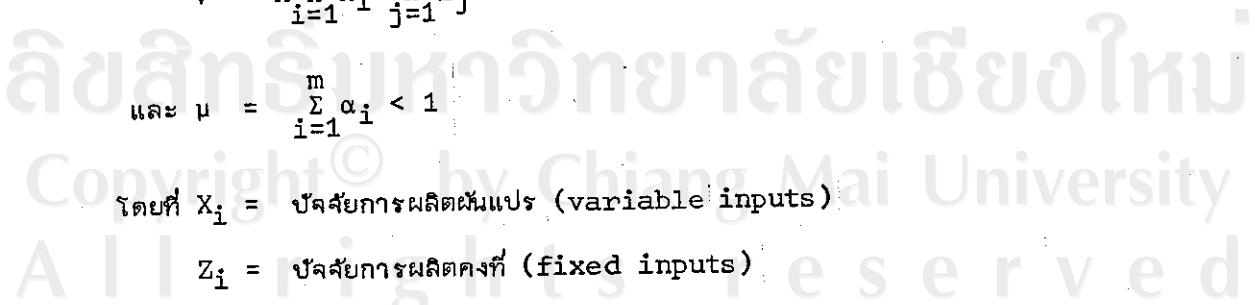 i=1 j=1
ลิขสิทธิ์มหาวิทยาลัยเชียงใหม่
และ μ = m Σ i=1 αi < 1
Copyright© by Chiang Mai University
โดยที่ Xi = ปัจจัยการผลิตผันแปร (variable inputs)
All rights reserved
Zi = ปัจจัยการผลิตคงที่ (fixed inputs)